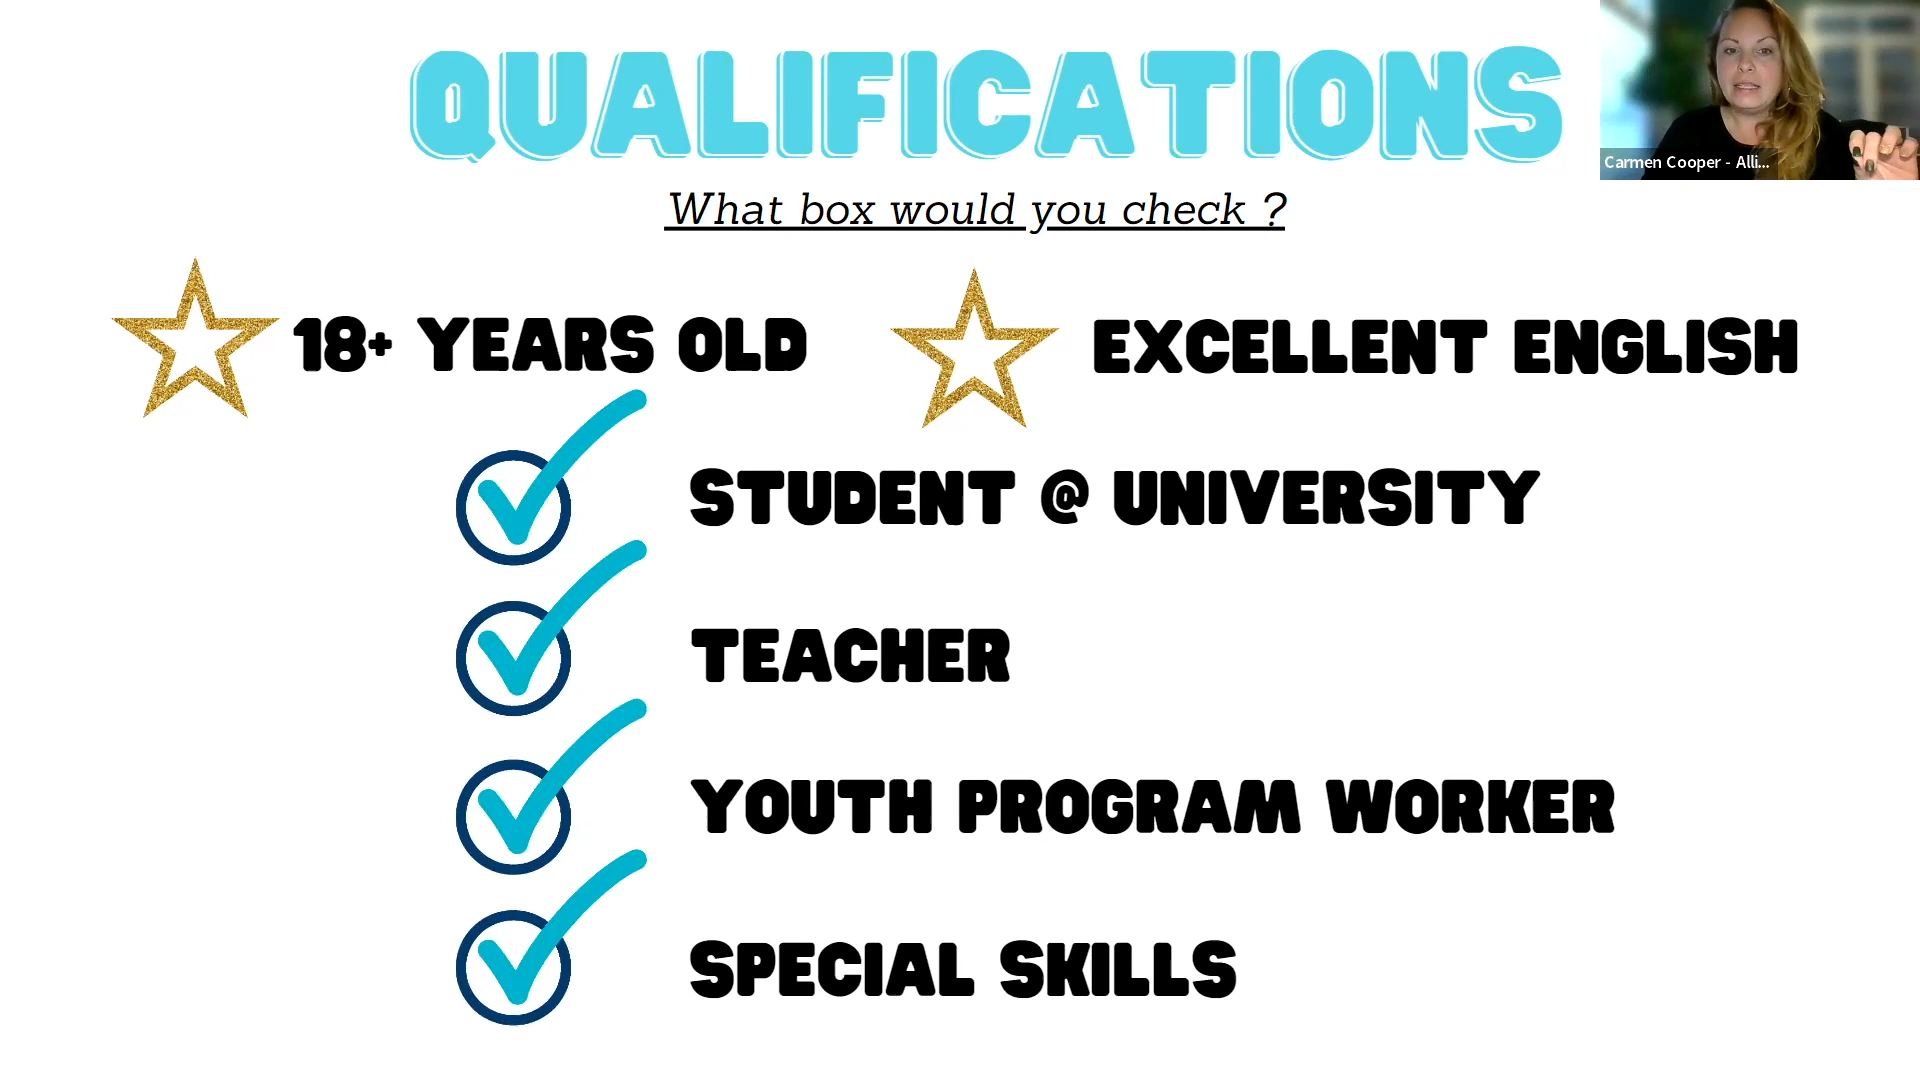 QUALIFICATIONS
What box would you check ?
18+ YEARS OLD
EXCELLENT ENGLISH
STUDENT @ UNIVERSITY
TEACHER
YOUTH PROGRAM WORKER
SPECIAL SKILLS
Carmen Cooper - Alli...